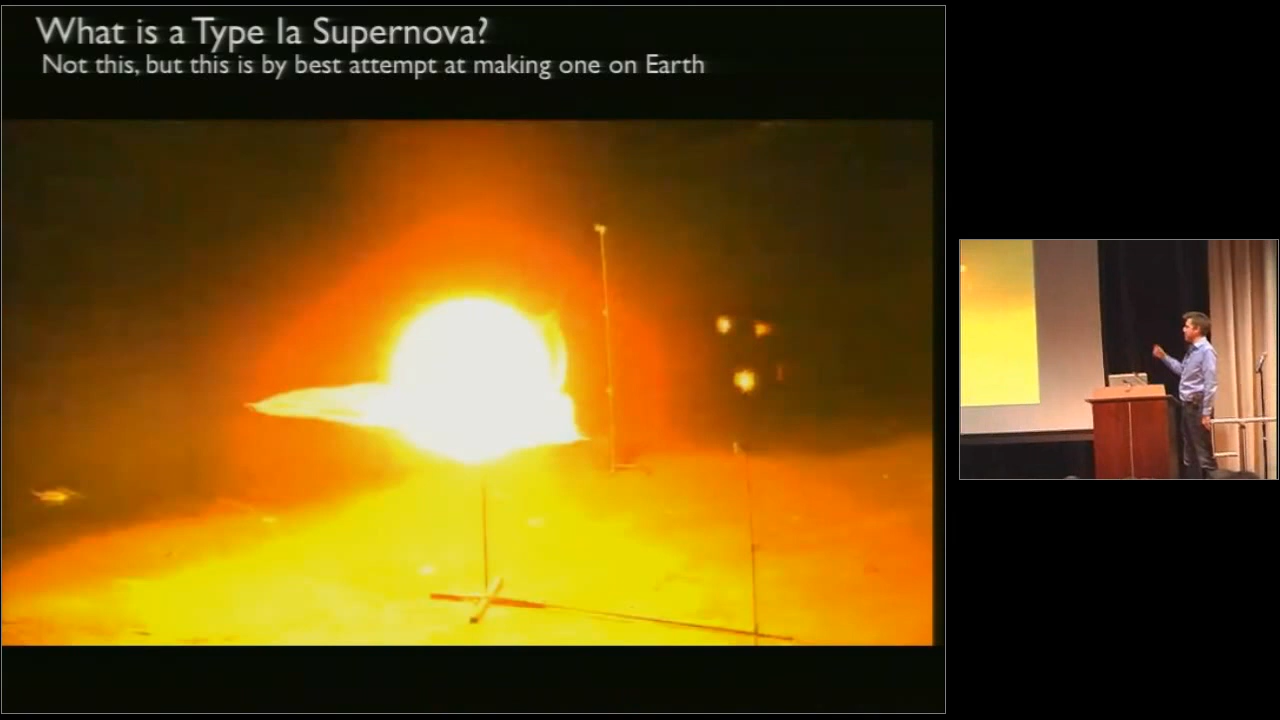 What is a Type Ia Supernova?
Not this, but this is by best attempt at making one on Earth